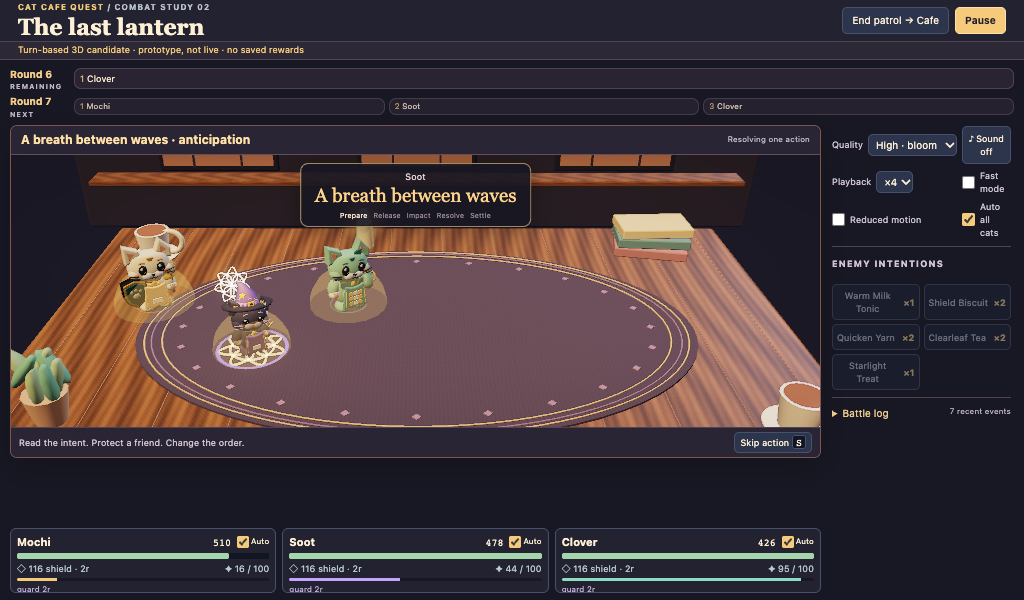 CAT CAFE QUEST / COMBAT STUDY 02
The last lantern
End patrol → Cafe
Pause
Turn-based 3D candidate · prototype, not live · no saved rewards
Round 6
REMAINING
1 Clover
Round 7
NEXT
1 Mochi
2 Soot
3 Clover
A breath between waves · anticipation
Resolving one action
Soot
A breath between waves
Prepare Release Impact Resolve Settle
Read the intent. Protect a friend. Change the order.
Skip action S
Quality
High · bloom
♪ Sound off
Playback
x4
Fast mode
Reduced motion
Auto all cats
ENEMY INTENTIONS
Warm Milk Tonic ×1
Shield Biscuit ×2
Quicken Yarn ×2
Clearleaf Tea ×2
Starlight Treat ×1
Battle log
7 recent events
Mochi 510 Auto
◇ 116 shield · 2r ✦ 16 / 100
guard 2r
Soot 478 Auto
◇ 116 shield · 2r ✦ 44 / 100
guard 2r
Clover 426 Auto
◇ 116 shield · 2r ✦ 95 / 100
guard 2r